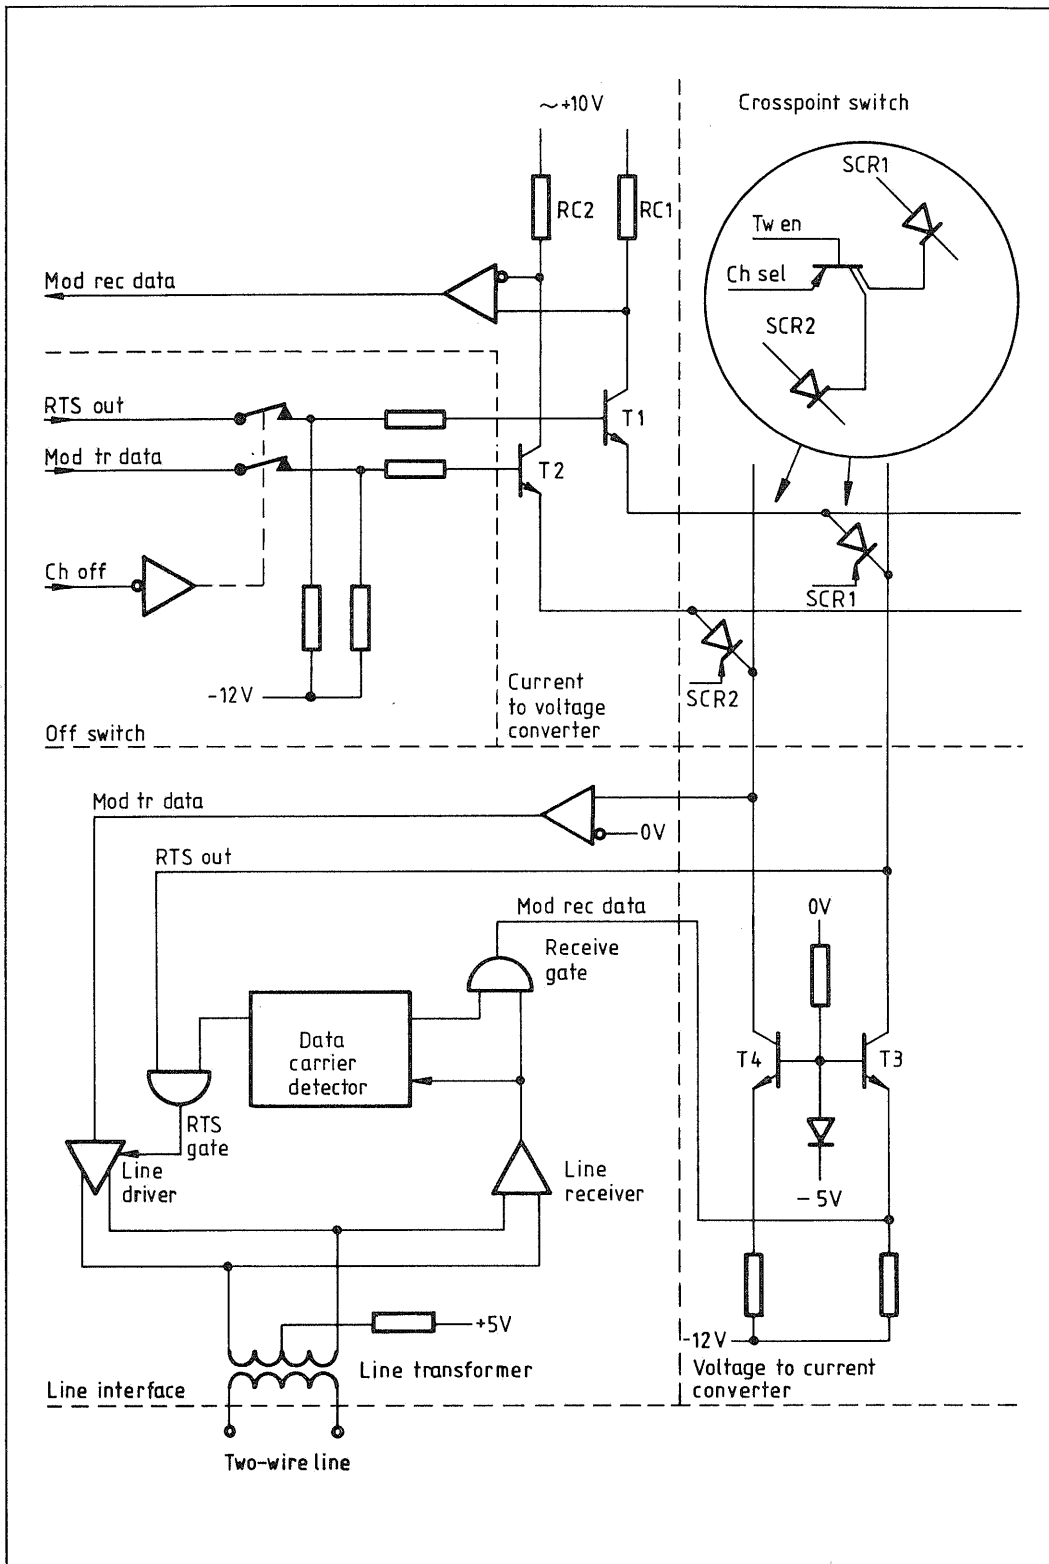 ~+10V
Crosspoint switch
SCR1
RC2
RC1
Tw en
Mod rec data
Ch sel
SCR2
RTS out
T1
Mod tr data
T2
Ch off
SCR1
-12V
Current
to voltage
converter
SCR2
Off switch
Mod tr data
0V
RTS out
Mod rec data
0V
Receive
gate
Data
carrier
detector
T4
T3
RTS
gate
Line
driver
Line
receiver
-5V
+5V
-12V
Line transformer
Voltage to current
converter
Line interface
Two-wire line